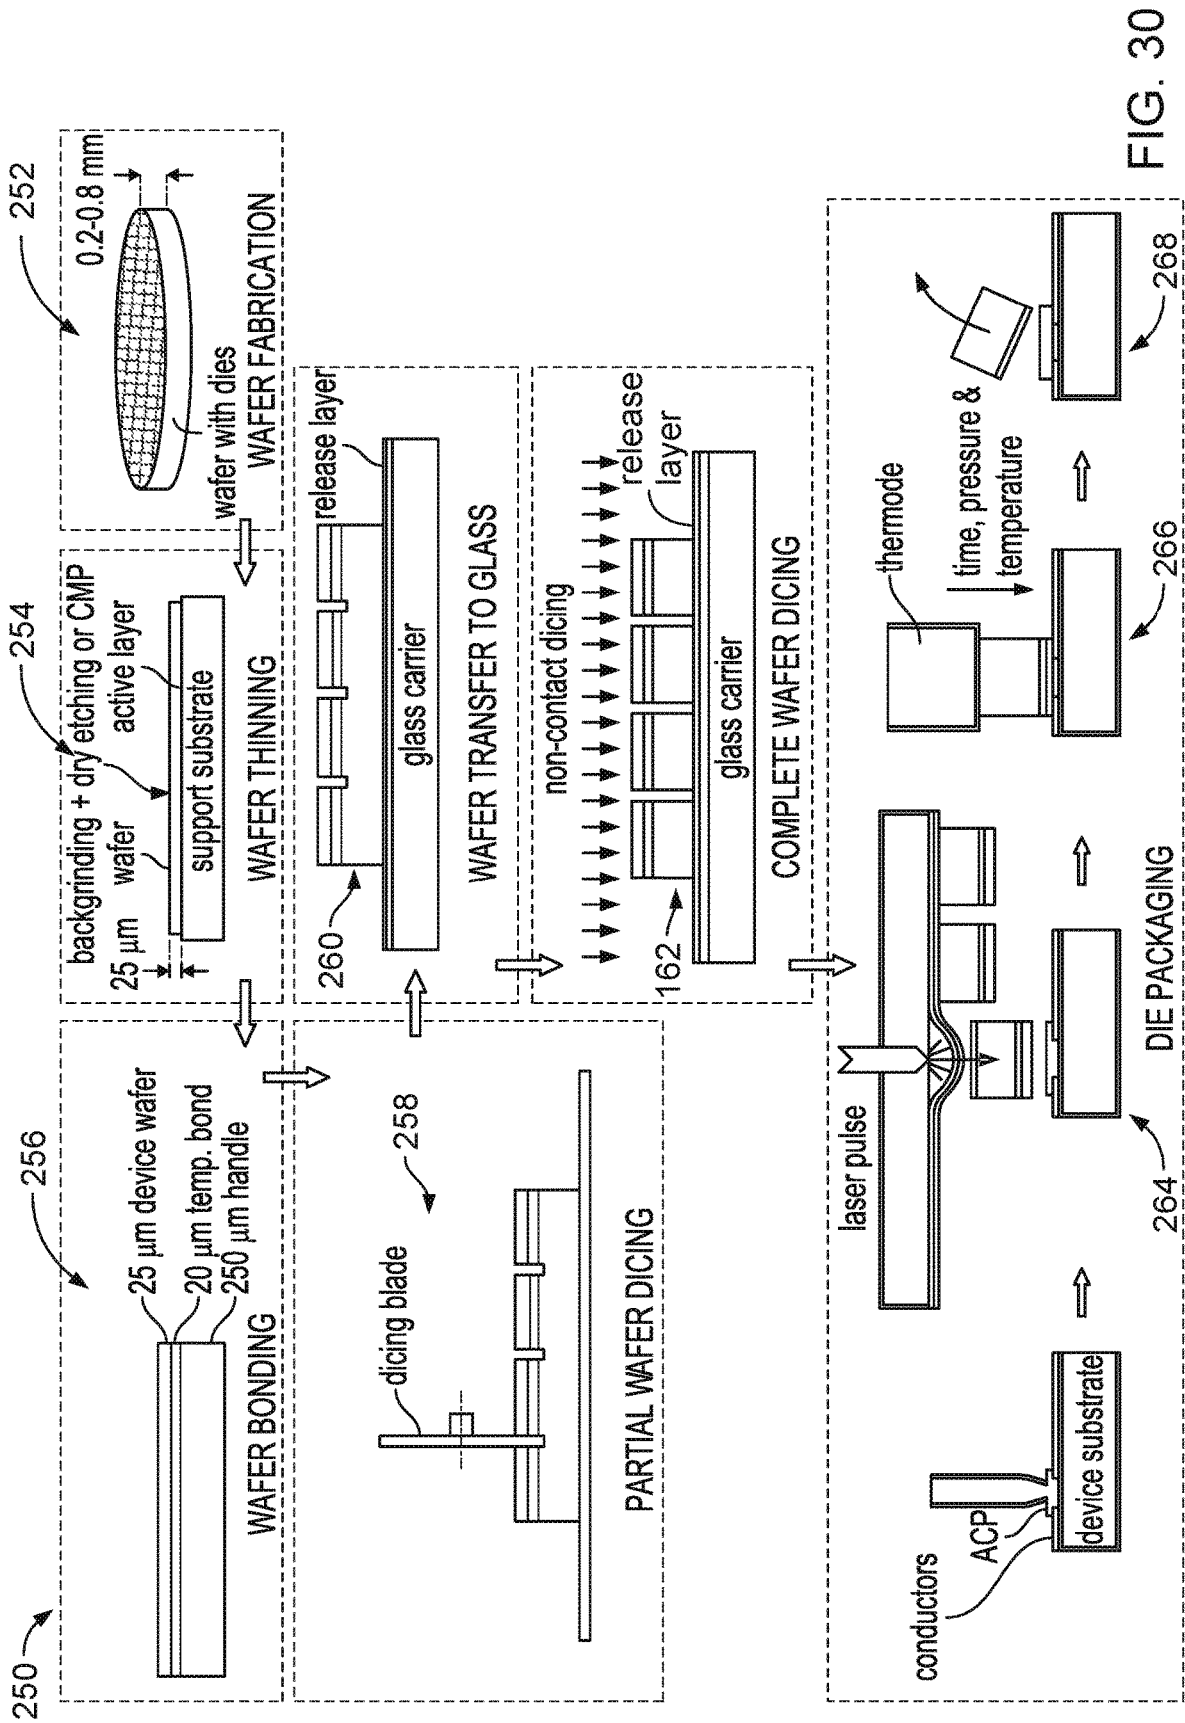 250
256
25 µm device wafer
20 µm temp. bond
250 µm handle
WAFER BONDING
254
backgrinding + dry etching or CMP
25 µm
wafer
active layer
support substrate
WAFER THINNING
252
0.2-0.8 mm
wafer with dies
WAFER FABRICATION
258
dicing blade
PARTIAL WAFER DICING
260
release layer
glass carrier
WAFER TRANSFER TO GLASS
non-contact dicing
162
release
layer
glass carrier
COMPLETE WAFER DICING
conductors
ACP
device substrate
laser pulse
264
thermode
time, pressure &
temperature
266
268
DIE PACKAGING
FIG. 30